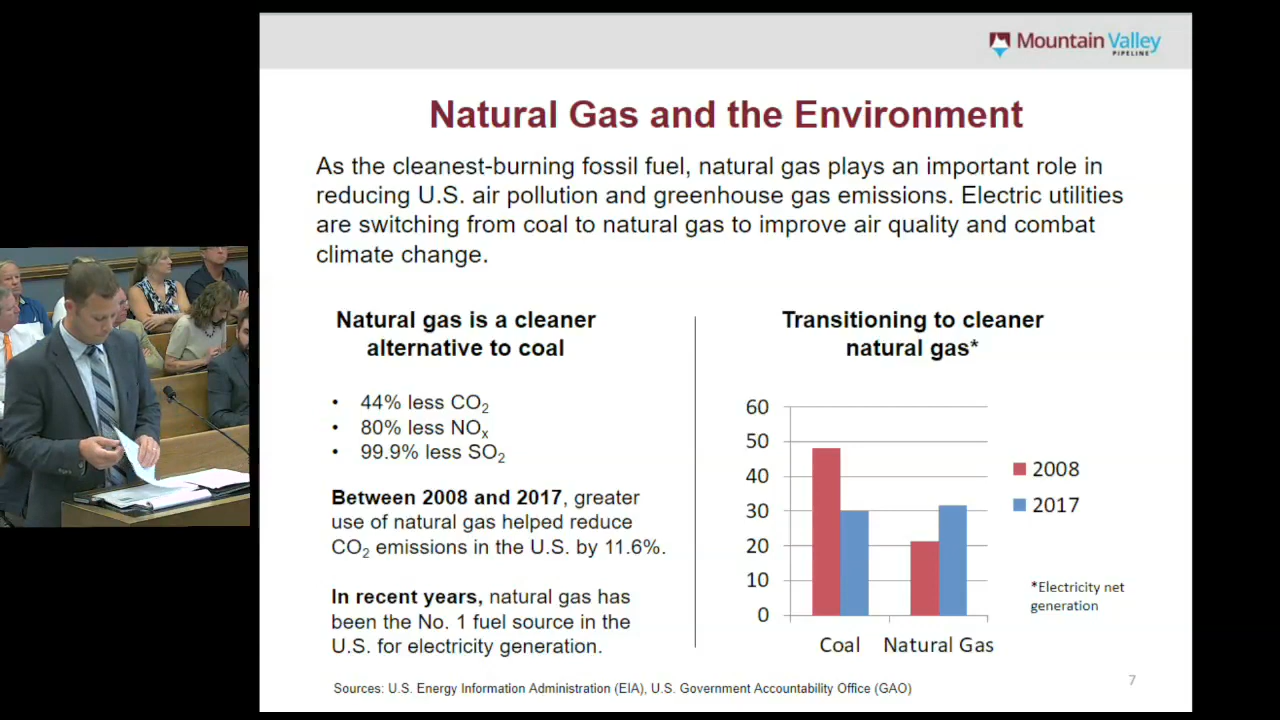 Mountain Valley
PIPELINE
Natural Gas and the Environment
As the cleanest-burning fossil fuel, natural gas plays an important role in
reducing U.S. air pollution and greenhouse gas emissions. Electric utilities
are switching from coal to natural gas to improve air quality and combat
climate change.
Natural gas is a cleaner
alternative to coal
• 44% less CO₂
• 80% less NOₓ
• 99.9% less SO₂
Between 2008 and 2017, greater
use of natural gas helped reduce
CO₂ emissions in the U.S. by 11.6%.
In recent years, natural gas has
been the No. 1 fuel source in the
U.S. for electricity generation.
Transitioning to cleaner
natural gas*
60
50
40
30
20
10
0
Coal Natural Gas
2008
2017
*Electricity net
generation
Sources: U.S. Energy Information Administration (EIA), U.S. Government Accountability Office (GAO)
7